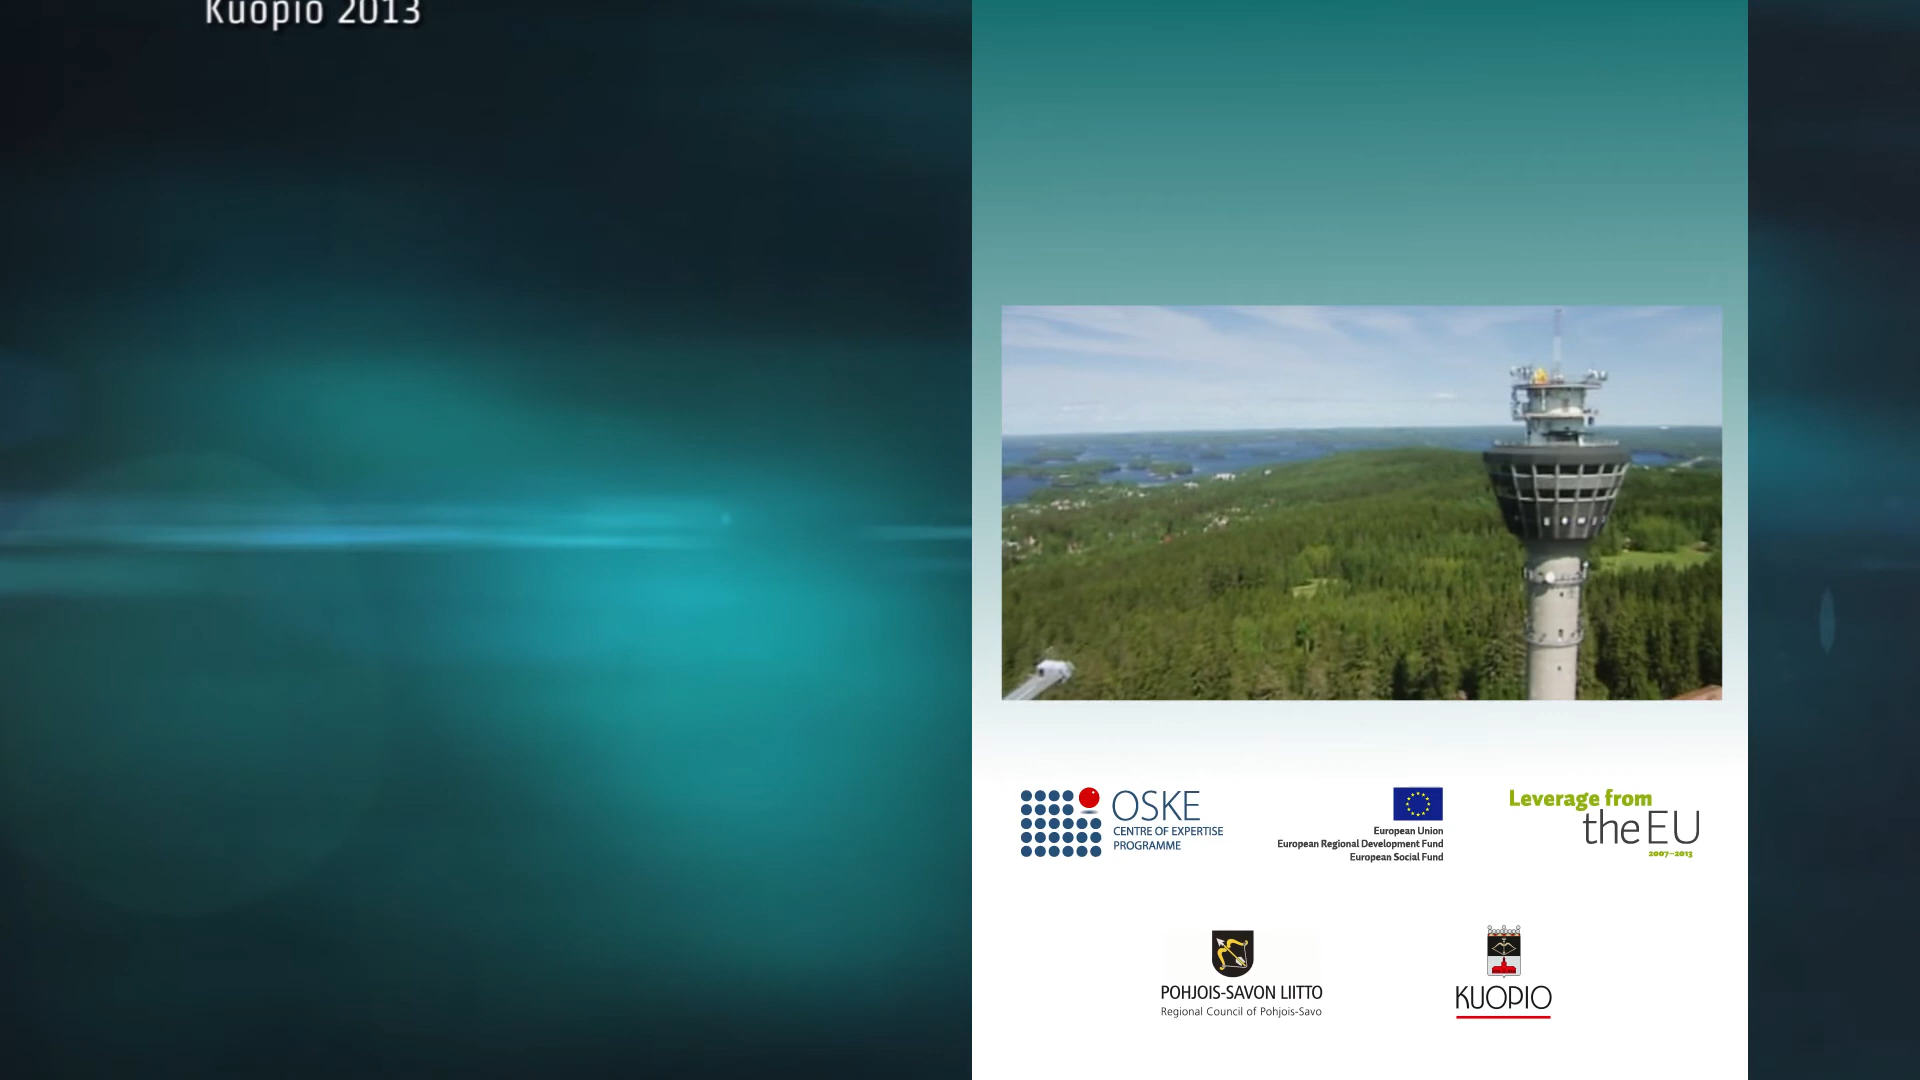 Kuopio 2013
OSKE
CENTRE OF EXPERTISE
PROGRAMME
European Union
European Regional Development Fund
European Social Fund
Leverage from
the EU
2007–2013
POHJOIS-SAVON LIITTO
Regional Council of Pohjois-Savo
KUOPIO